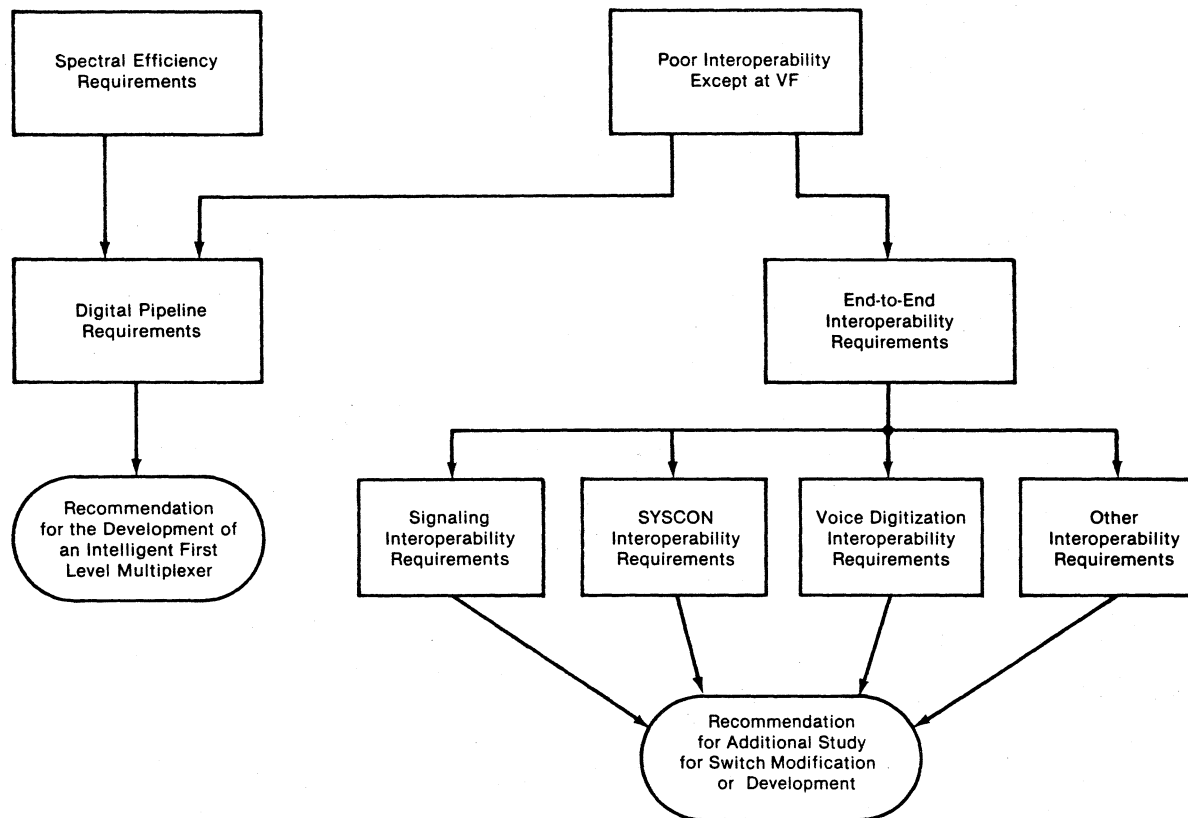 Spectral Efficiency
Requirements
Poor Interoperability
Except at VF
Digital Pipeline
Requirements
End-to-End
Interoperability
Requirements
Recommendation
for the Development of
an Intelligent First
Level Multiplexer
Signaling
Interoperability
Requirements
SYSCON
Interoperability
Requirements
Voice Digitization
Interoperability
Requirements
Other
Interoperability
Requirements
Recommendation
for Additional Study
for Switch Modification
or Development